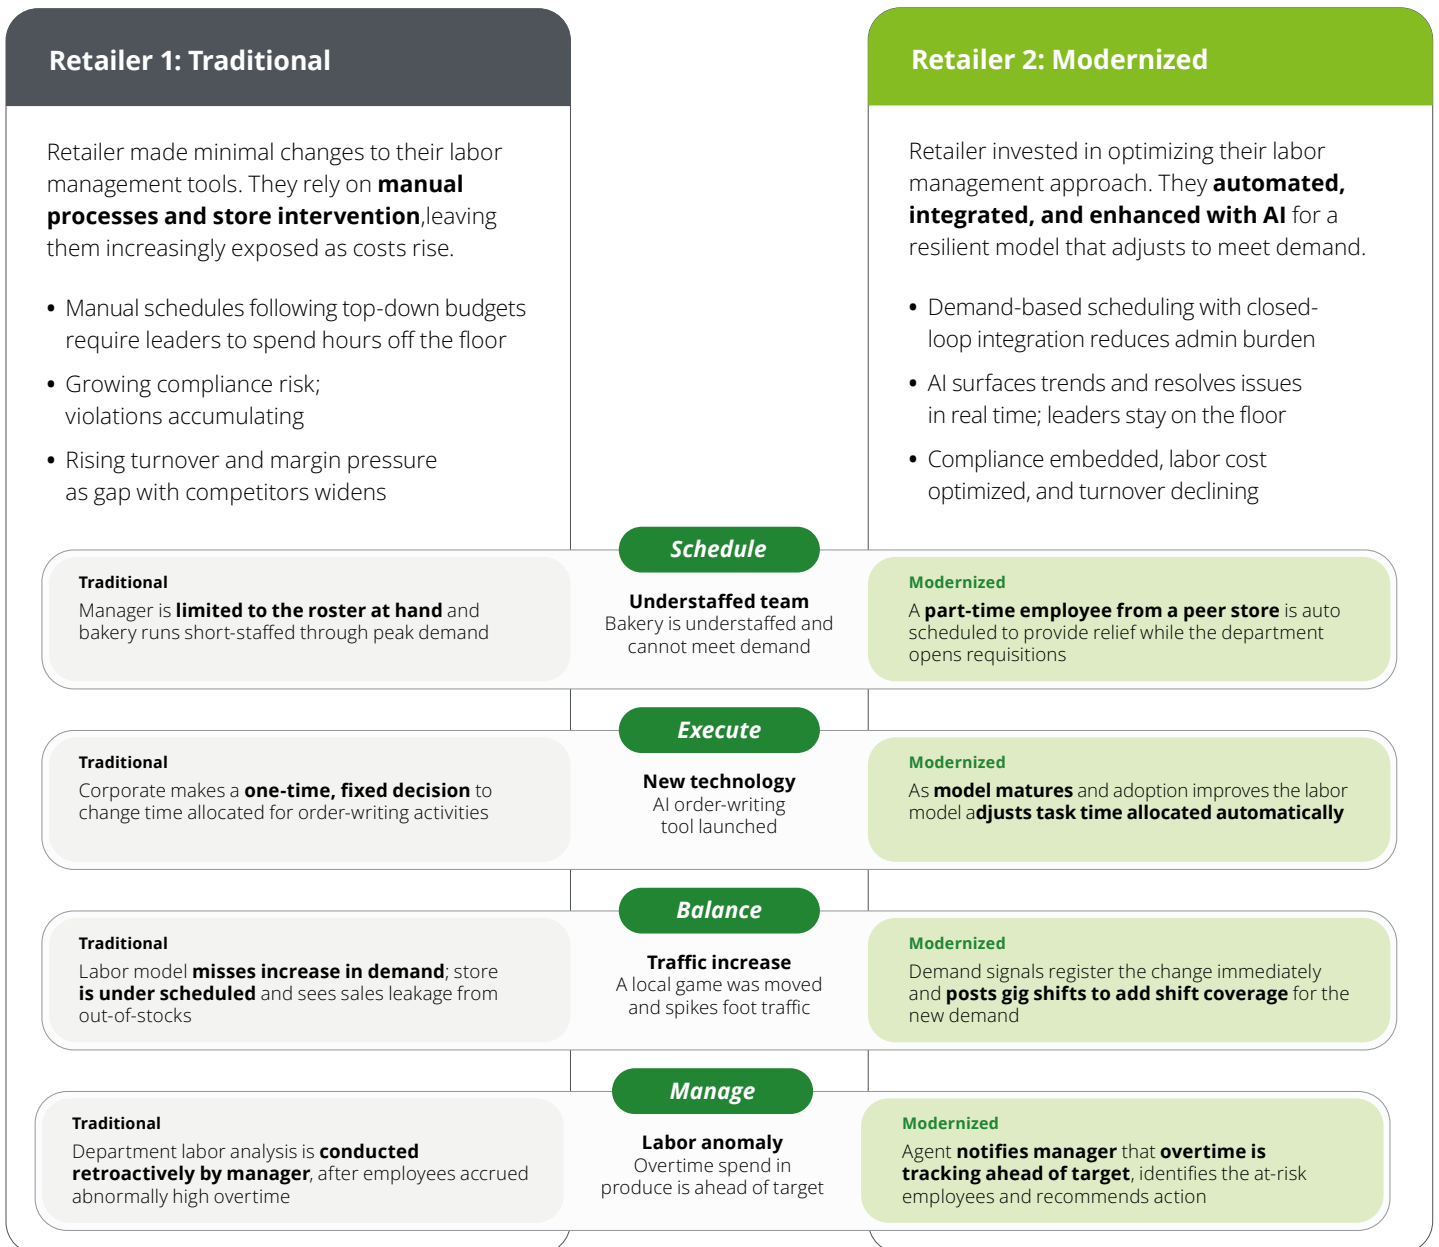 Retailer 1: Traditional
Retailer made minimal changes to their labor
management tools. They rely on manual
processes and store intervention,leaving
them increasingly exposed as costs rise.
• Manual schedules following top-down budgets
require leaders to spend hours off the floor
• Growing compliance risk;
violations accumulating
• Rising turnover and margin pressure
as gap with competitors widens
Retailer 2: Modernized
Retailer invested in optimizing their labor
management approach. They automated,
integrated, and enhanced with AI for a
resilient model that adjusts to meet demand.
• Demand-based scheduling with closed-
loop integration reduces admin burden
• AI surfaces trends and resolves issues
in real time; leaders stay on the floor
• Compliance embedded, labor cost
optimized, and turnover declining
Schedule
Traditional
Manager is limited to the roster at hand and
bakery runs short-staffed through peak demand
Understaffed team
Bakery is understaffed and
cannot meet demand
Modernized
A part-time employee from a peer store is auto
scheduled to provide relief while the department
opens requisitions
Execute
Traditional
Corporate makes a one-time, fixed decision to
change time allocated for order-writing activities
New technology
AI order-writing
tool launched
Modernized
As model matures and adoption improves the labor
model adjusts task time allocated automatically
Balance
Traditional
Labor model misses increase in demand; store
is under scheduled and sees sales leakage from
out-of-stocks
Traffic increase
A local game was moved
and spikes foot traffic
Modernized
Demand signals register the change immediately
and posts gig shifts to add shift coverage for the
new demand
Manage
Traditional
Department labor analysis is conducted
retroactively by manager, after employees accrued
abnormally high overtime
Labor anomaly
Overtime spend in
produce is ahead of target
Modernized
Agent notifies manager that overtime is
tracking ahead of target, identifies the at-risk
employees and recommends action